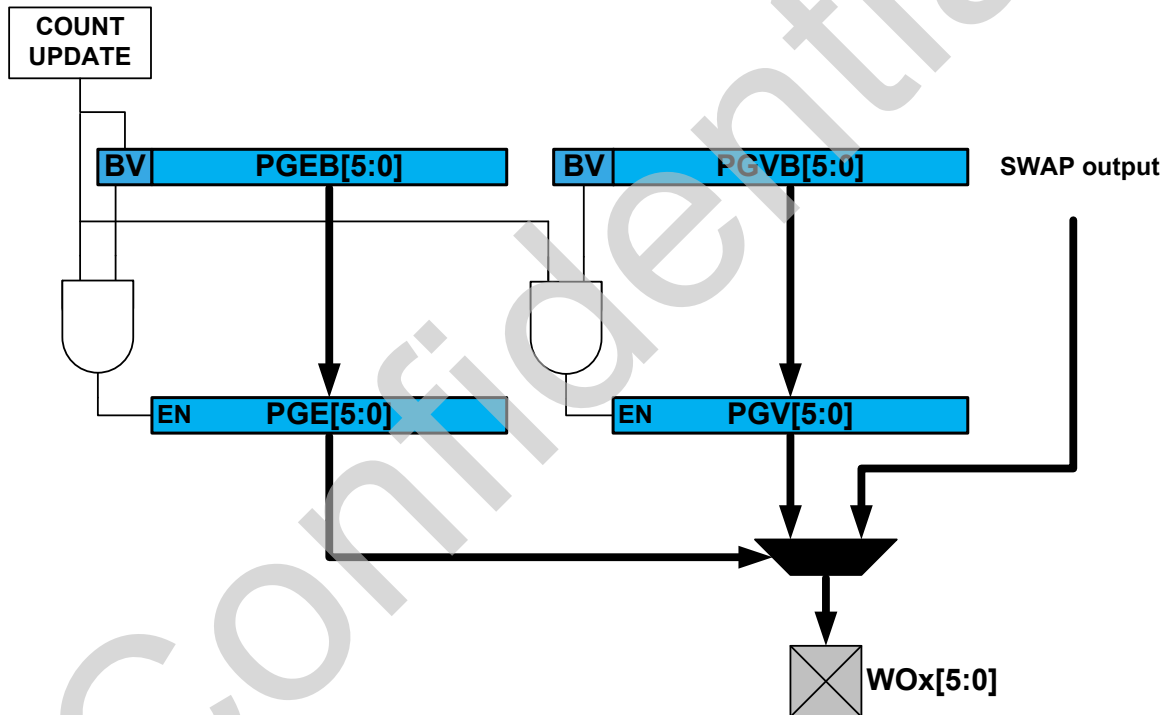 COUNT
UPDATE
BV PGEB[5:0] BV PGVB[5:0] SWAP output
EN PGE[5:0] EN PGV[5:0]
WOx[5:0]
Confidential